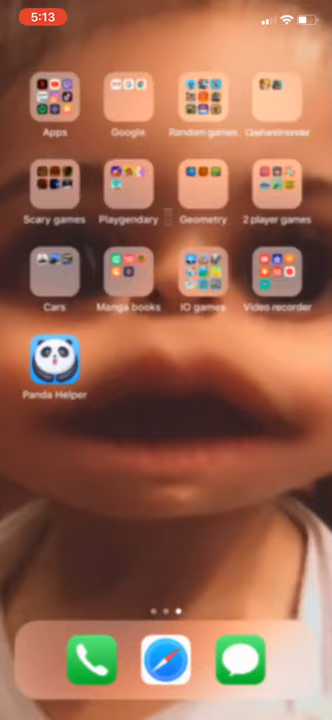 5:13
Apps Google Random games Clashandmonster
Scary games Playgendary Geometry 2 player games
Cars Manga books IO games Video recorder
Panda Helper